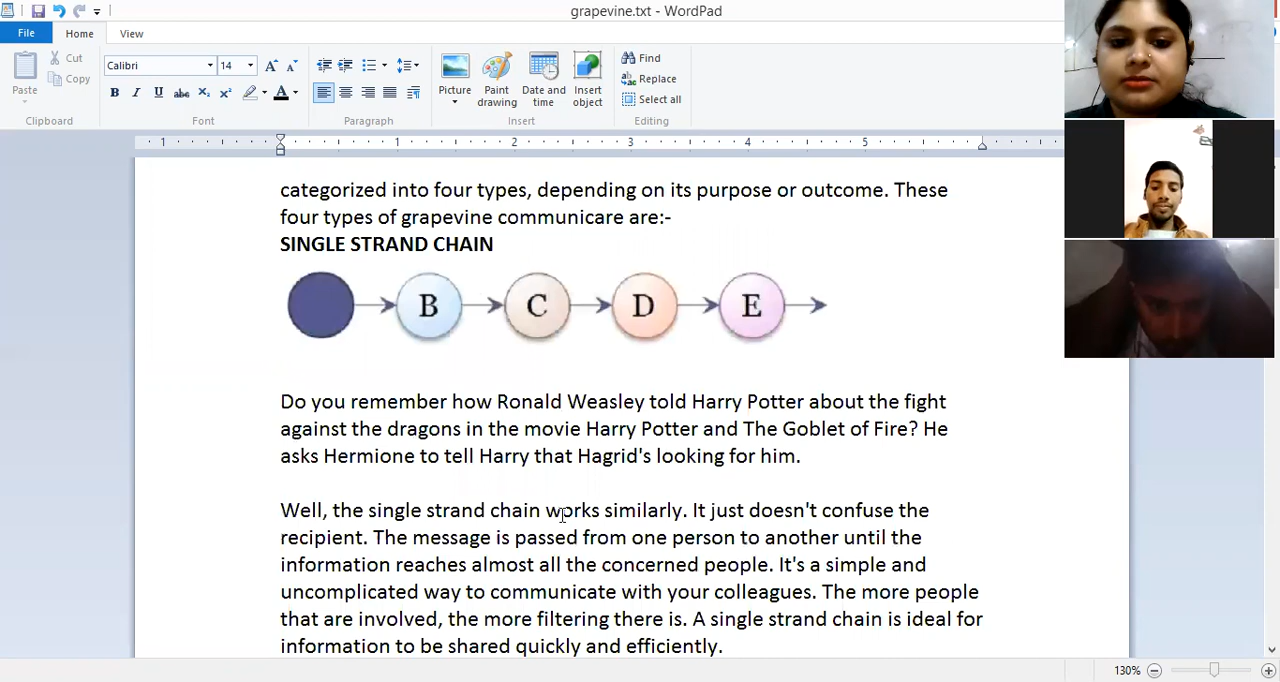 grapevine.txt - WordPad
File Home View
Cut
Copy
Paste
Clipboard
Calibri 14
Font
Paragraph
Picture
Paint drawing
Date and time
Insert object
Insert
Find
Replace
Select all
Editing
1 1 2 3 4 5
categorized into four types, depending on its purpose or outcome. These
four types of grapevine communicare are:-
SINGLE STRAND CHAIN
B C D E
Do you remember how Ronald Weasley told Harry Potter about the fight
against the dragons in the movie Harry Potter and The Goblet of Fire? He
asks Hermione to tell Harry that Hagrid's looking for him.
Well, the single strand chain works similarly. It just doesn't confuse the
recipient. The message is passed from one person to another until the
information reaches almost all the concerned people. It's a simple and
uncomplicated way to communicate with your colleagues. The more people
that are involved, the more filtering there is. A single strand chain is ideal for
information to be shared quickly and efficiently.
130%